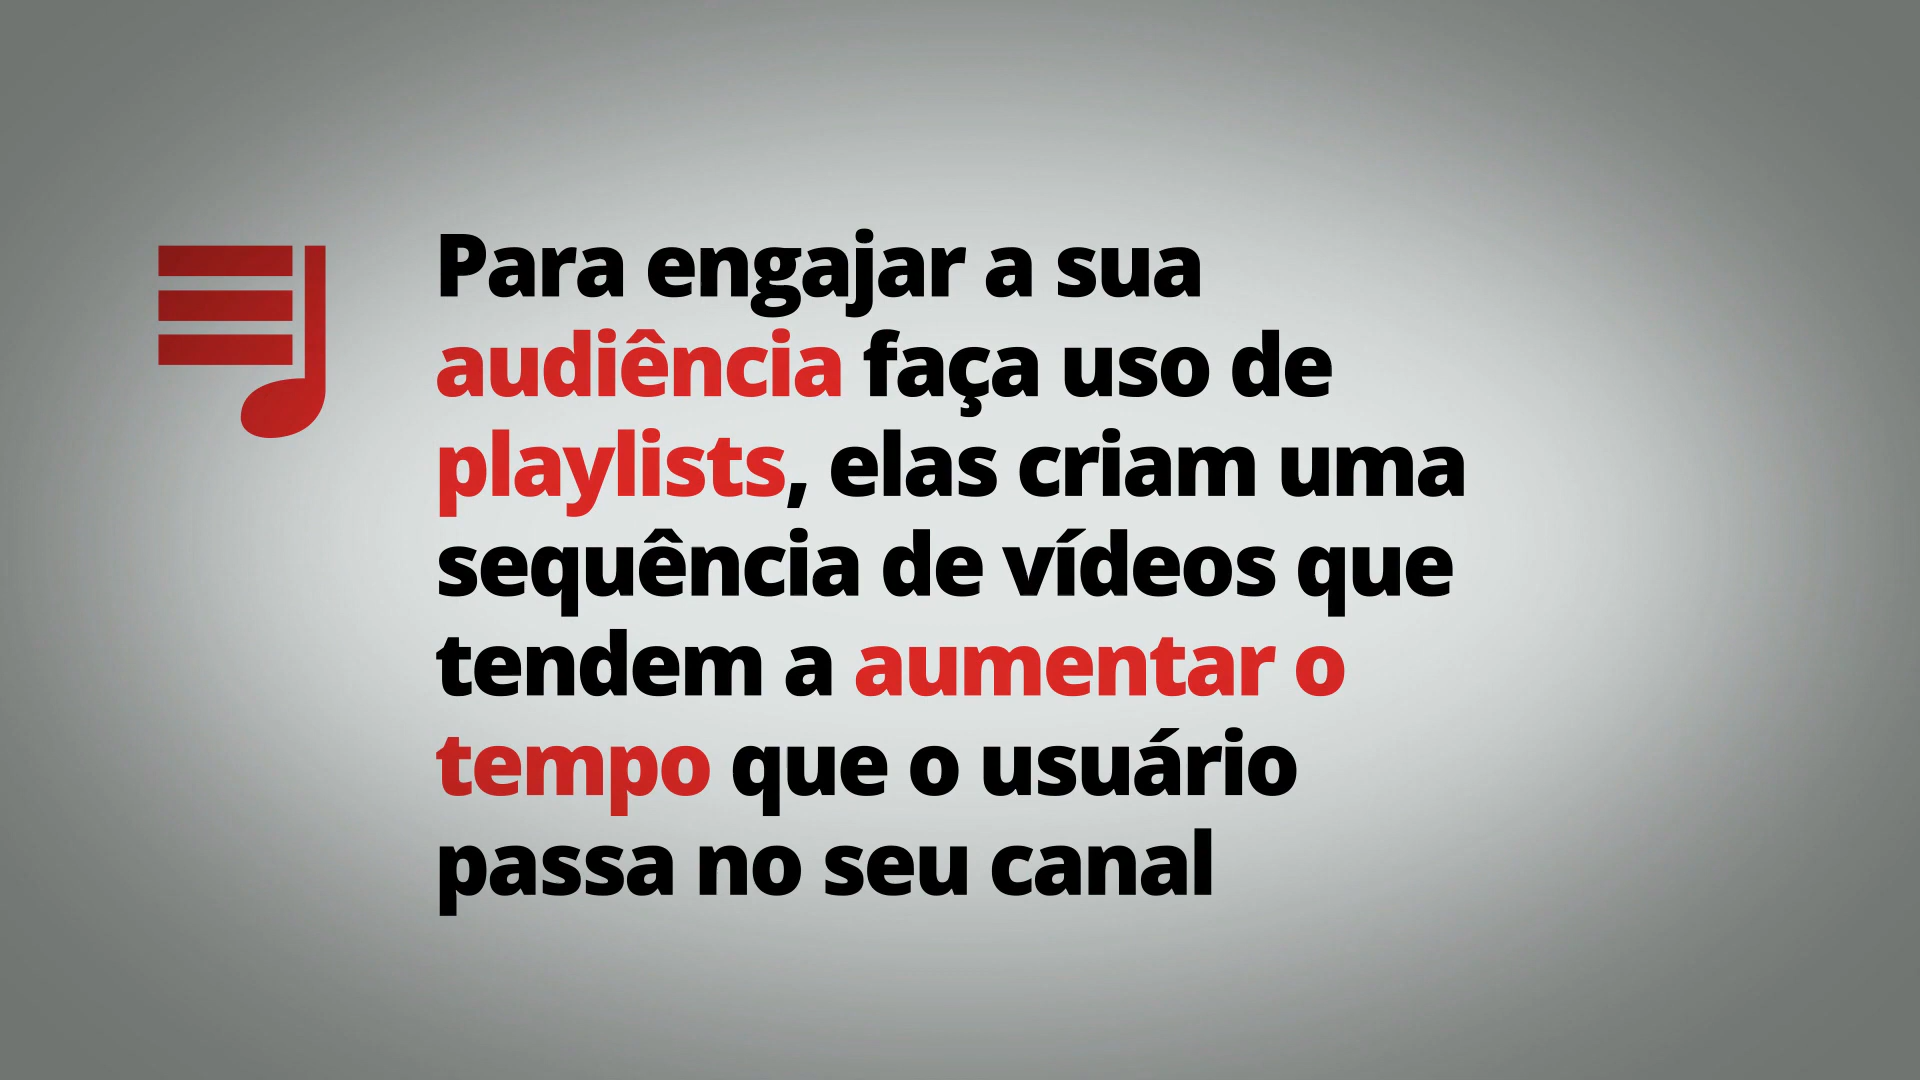 Para engajar a sua
audiência faça uso de
playlists, elas criam uma
sequência de vídeos que
tendem a aumentar o
tempo que o usuário
passa no seu canal